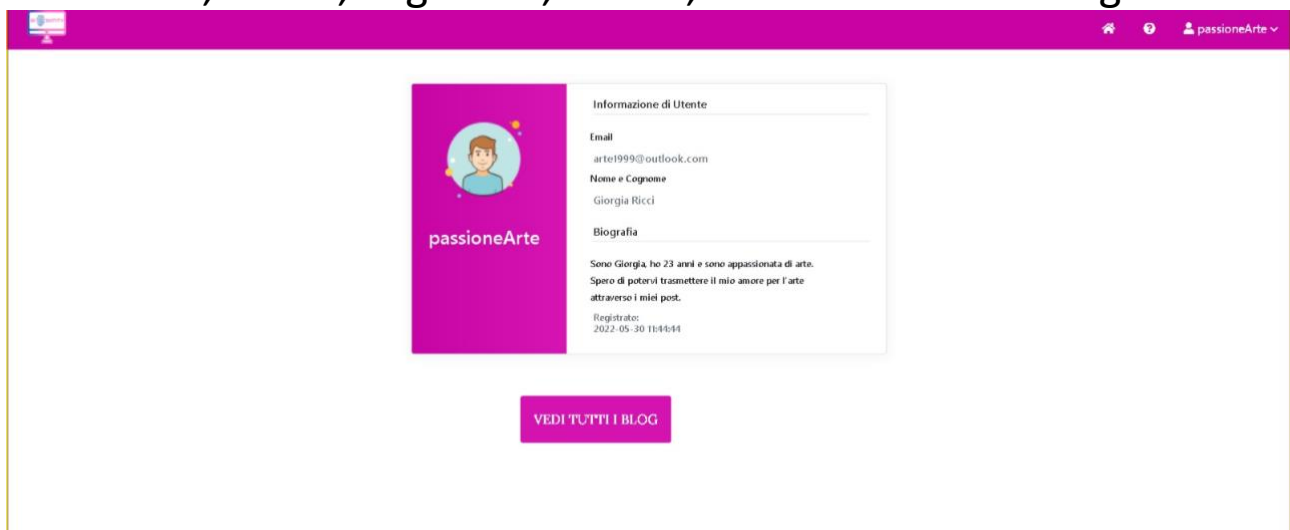 passioneArte
Informazione di Utente
Email
arte1999@outlook.com
Nome e Cognome
Giorgia Ricci
passioneArte
Biografia
Sono Giorgia, ho 23 anni e sono appassionata di arte.
Spero di potervi trasmettere il mio amore per l'arte
attraverso i miei post.
Registrato:
2022-05-30 11:44:44
VEDI TUTTI I BLOG